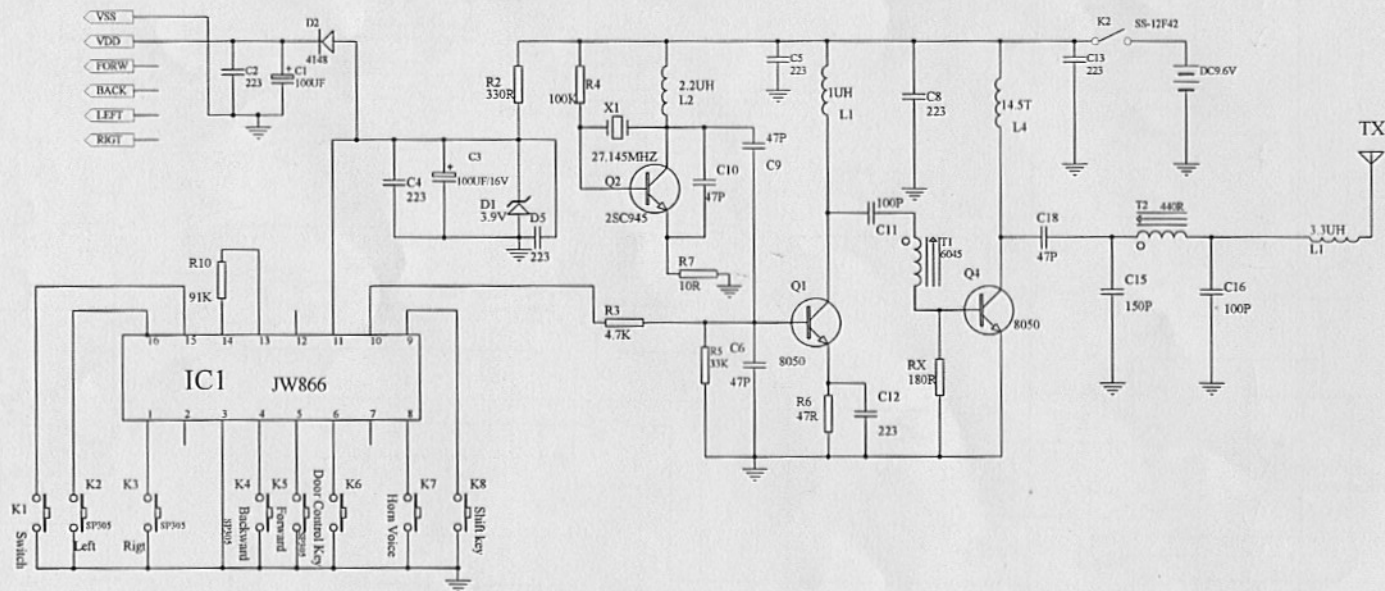 VSS
VDD
FORW
BACK
LEFT
RIGT
C2
223
C1
100UF
D2
4148
R2
330R
R4
100K
2.2UH
L2
X1
27.145MHZ
C5
223
1UH
L1
C8
223
14.5T
L4
C13
223
K2
SS-12F42
DC9.6V
TX
C4
223
C3
100UF/16V
D1
3.9V
D5
223
Q2
2SC945
C10
47P
47P
C9
R7
10R
100P
C11
T1
6045
Q4
8050
C18
47P
T2
440R
3.3UH
L1
C15
150P
C16
100P
R10
91K
R3
4.7K
R5
33K
C6
47P
Q1
8050
R6
47R
C12
223
RX
180R
16
15
14
13
12
11
10
9
IC1
JW866
1
2
3
4
5
6
7
8
K1
Switch
K2
SP305
Left
K3
SP305
Rigt
SP305
K4
Backward
K5
Forward
SP305
K6
Door Control Key
K7
Horn Voice
K8
Shift key